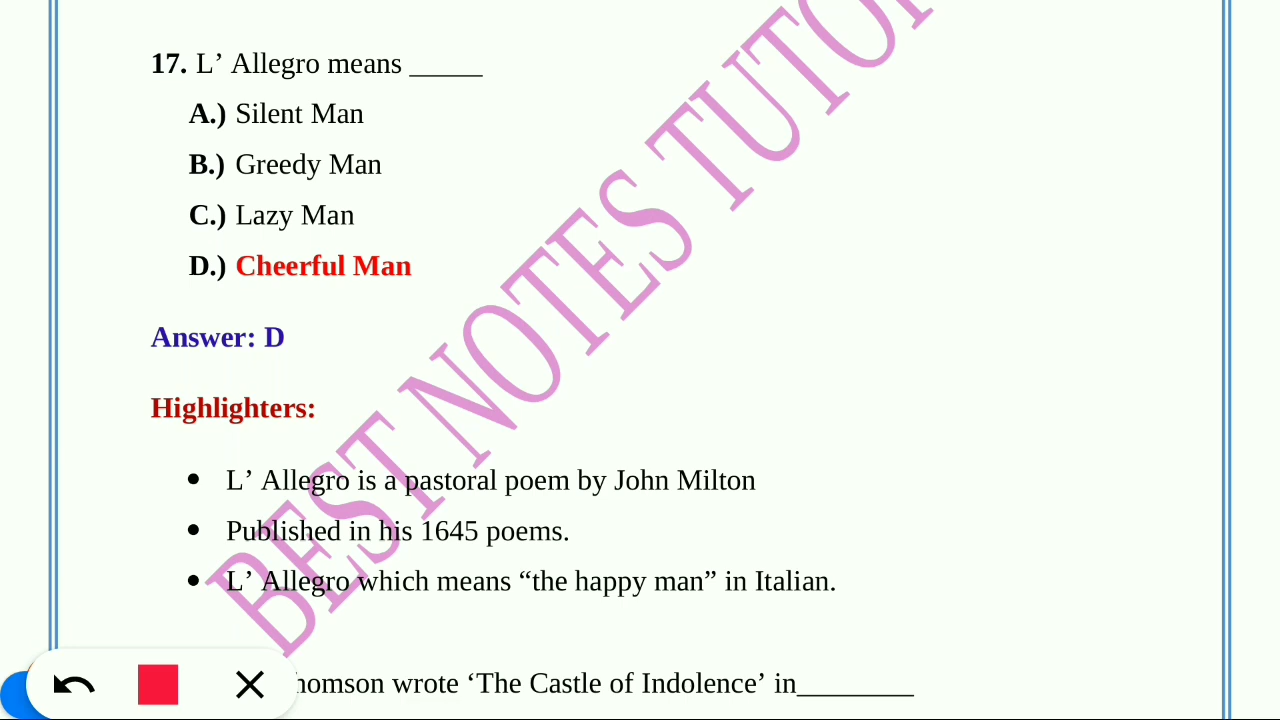 17. L’ Allegro means _____
A.) Silent Man
B.) Greedy Man
C.) Lazy Man
D.) Cheerful Man
Answer: D
Highlighters:
• L’ Allegro is a pastoral poem by John Milton
• Published in his 1645 poems.
• L’ Allegro which means “the happy man” in Italian.
wrote ‘The Castle of Indolence’ in________
BEST NOTES